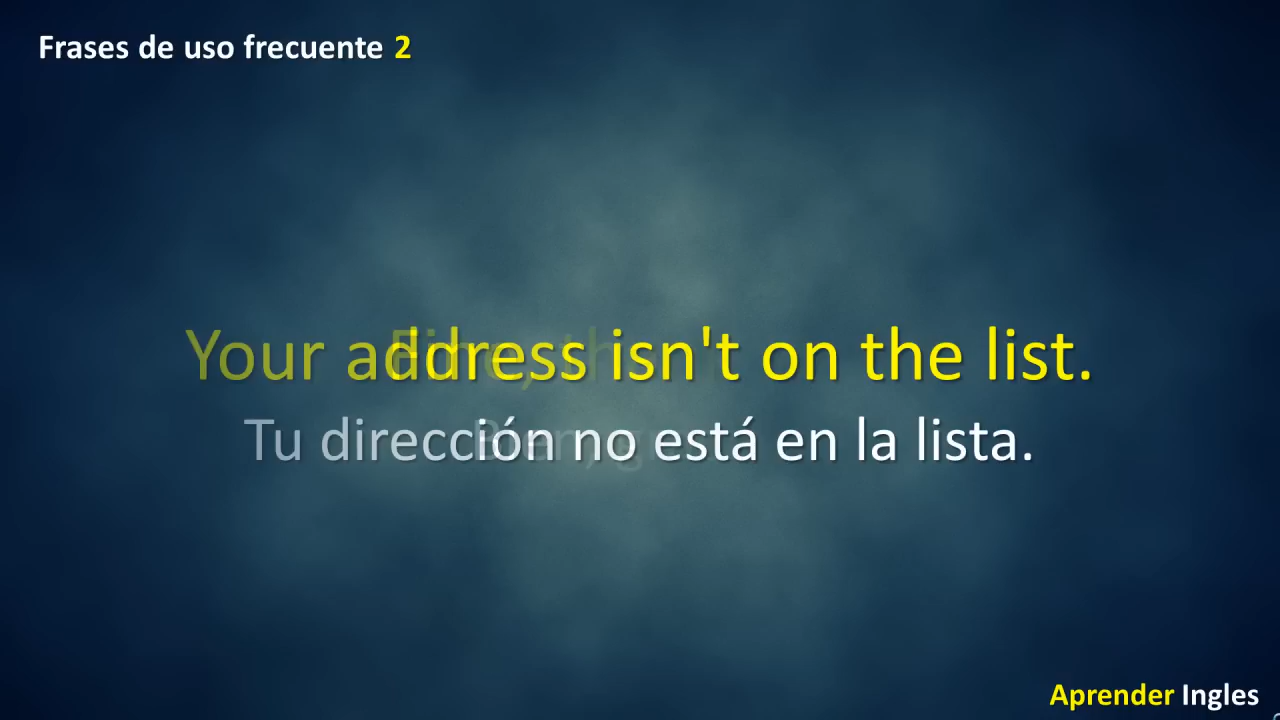 Frases de uso frecuente 2
Your address isn't on the list.
Tu dirección no está en la lista.
Aprender Ingles